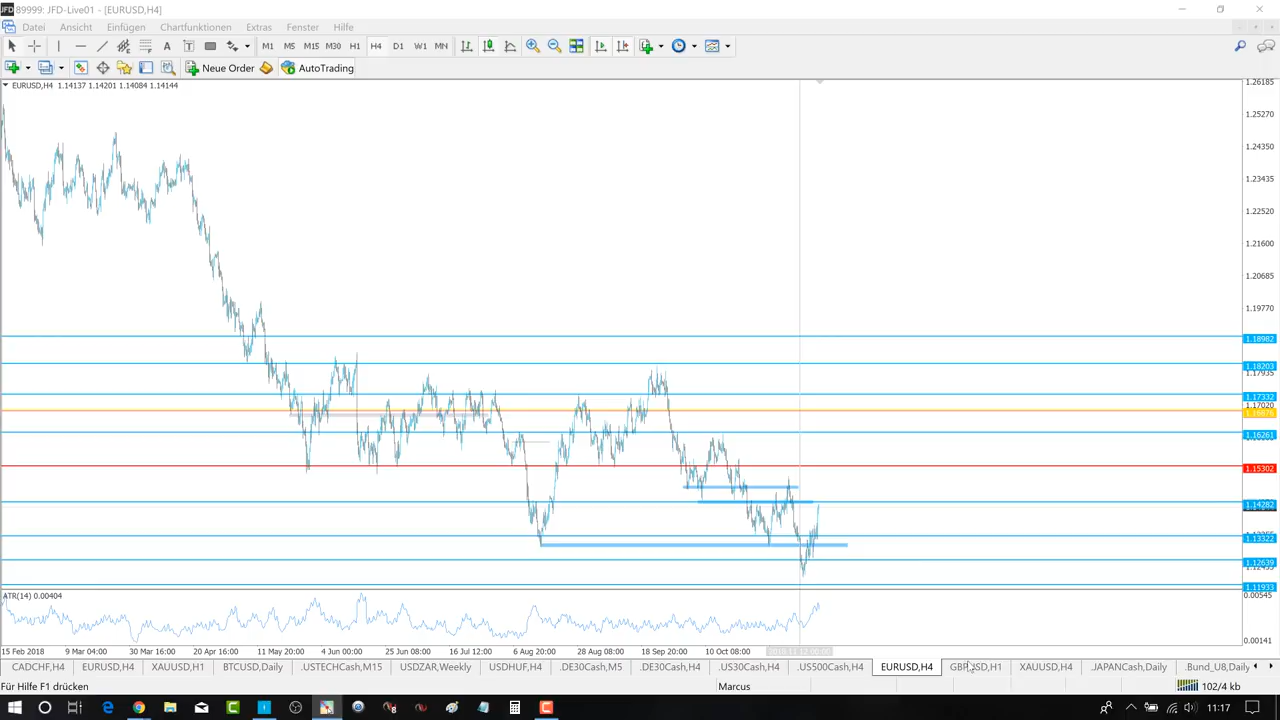 89999: JFD-Live01 - [EURUSD,H4]
Datei Ansicht Einfügen Chartfunktionen Extras Fenster Hilfe
M1 M5 M15 M30 H1 H4 D1 W1 MN
New Order AutoTrading
EURUSD,H4 1.14137 1.14201 1.14084 1.14144
1.26185
1.25270
1.24350
1.23435
1.22520
1.21600
1.20685
1.19770
1.18982
1.18203
1.17935
1.17332
1.17020
1.16876
1.16261
1.15302
1.14282
1.13322
1.12639
1.11933
ATR(14) 0.00404
0.00545
0.00141
15 Feb 2018 9 Mar 04:00 30 Mar 16:00 20 Apr 16:00 11 May 20:00 4 Jun 00:00 25 Jun 08:00 16 Jul 12:00 6 Aug 20:00 28 Aug 08:00 18 Sep 20:00 10 Oct 08:00
CADCHF,H4 EURUSD,H4 XAUUSD,H1 BTCUSD,Daily .USTECHCash,M15 USDZAR,Weekly USDHUF,H4 .DE30Cash,M5 .DE30Cash,H4 .US30Cash,H4 .US500Cash,H4 EURUSD,H4 GBPUSD,H1 XAUUSD,H4 .JAPANCash,Daily .Bund_U8,Daily
Für Hilfe F1 drücken Marcus 102/4 kb
11:17